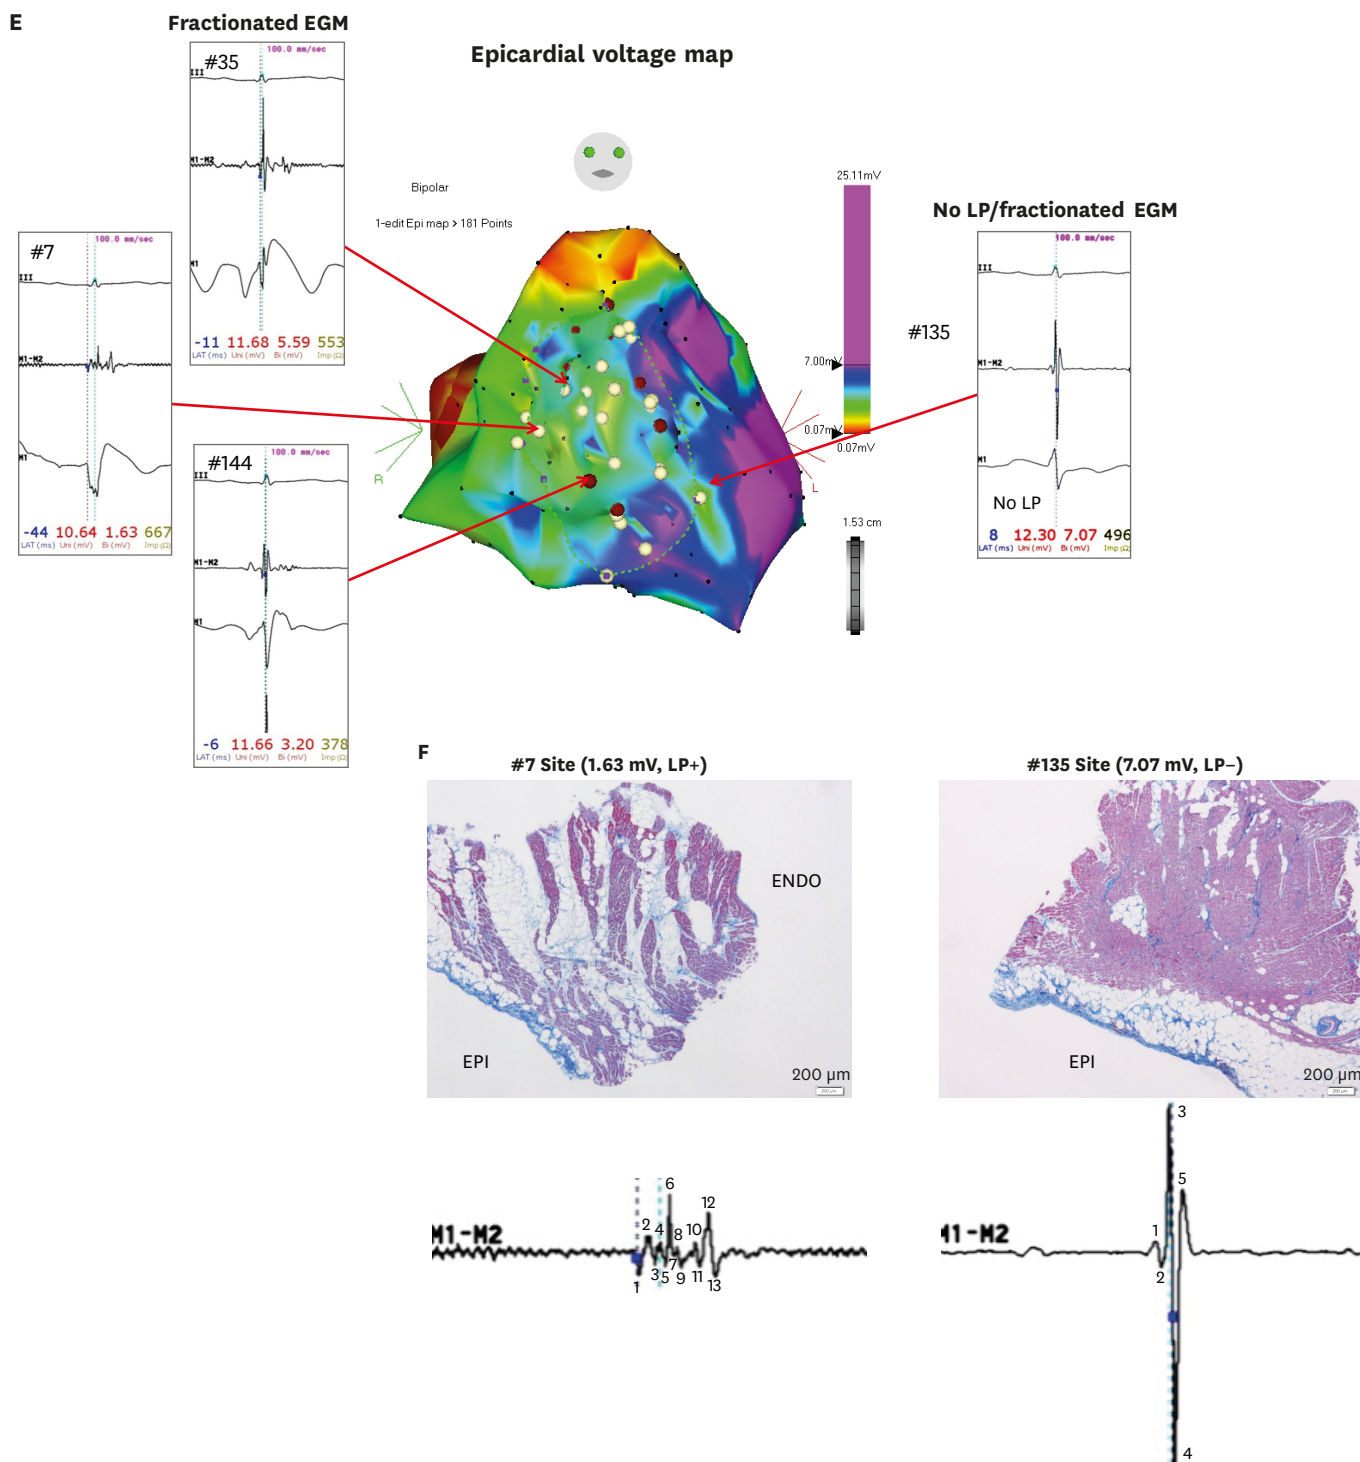 E
Fractionated EGM
Epicardial voltage map
#35
100.0 mm/sec
III
M1-M2
M1
-11 11.68 5.59 553
LAT (ms) Uni (mV) Bi (mV) Imp (Ω)
#7
100.0 mm/sec
III
M1-M2
M1
-44 10.64 1.63 667
LAT (ms) Uni (mV) Bi (mV) Imp (Ω)
#144
100.0 mm/sec
III
M1-M2
M1
-6 11.66 3.20 378
LAT (ms) Uni (mV) Bi (mV) Imp (Ω)
Bipolar
1-edit Epi map > 181 Points
R
L
25.11mV
7.00mV
0.07mV
0.07mV
1.53 cm
No LP/fractionated EGM
#135
100.0 mm/sec
III
M1-M2
M1
No LP
8 12.30 7.07 496
LAT (ms) Uni (mV) Bi (mV) Imp (Ω)
F
#7 Site (1.63 mV, LP+)
ENDO
EPI
200 µm
200 µm
#135 Site (7.07 mV, LP−)
EPI
200 µm
200 µm
M1-M2
1
2
3
4
5
6
7
8
9
10
11
12
13
M1-M2
1
2
3
4
5